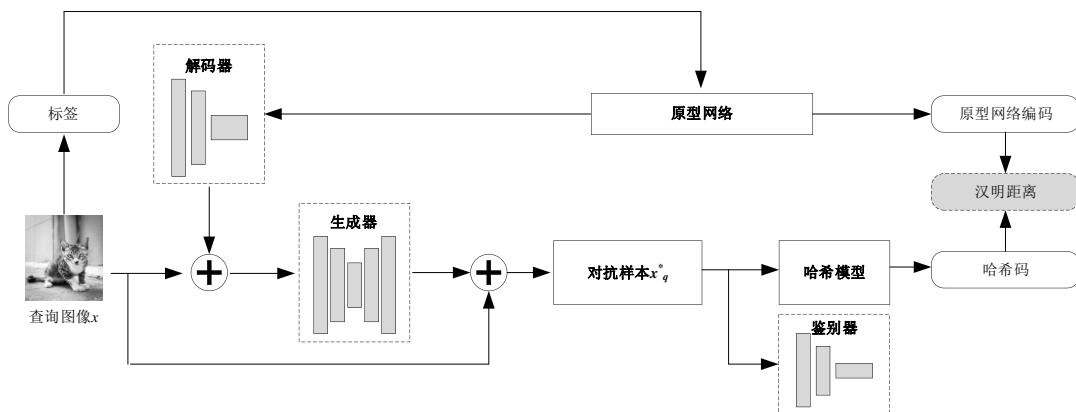 解码器
标签
原型网络
原型网络编码
汉明距离
生成器
查询图像x
对抗样本x*q
哈希模型
哈希码
鉴别器